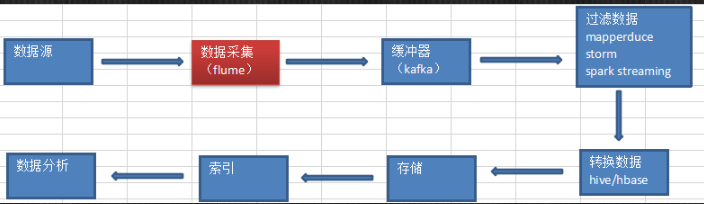 数据源
数据采集
（flume）
缓冲器
（kafka）
过滤数据
mapperduce
storm
spark streaming
转换数据
hive/hbase
存储
索引
数据分析